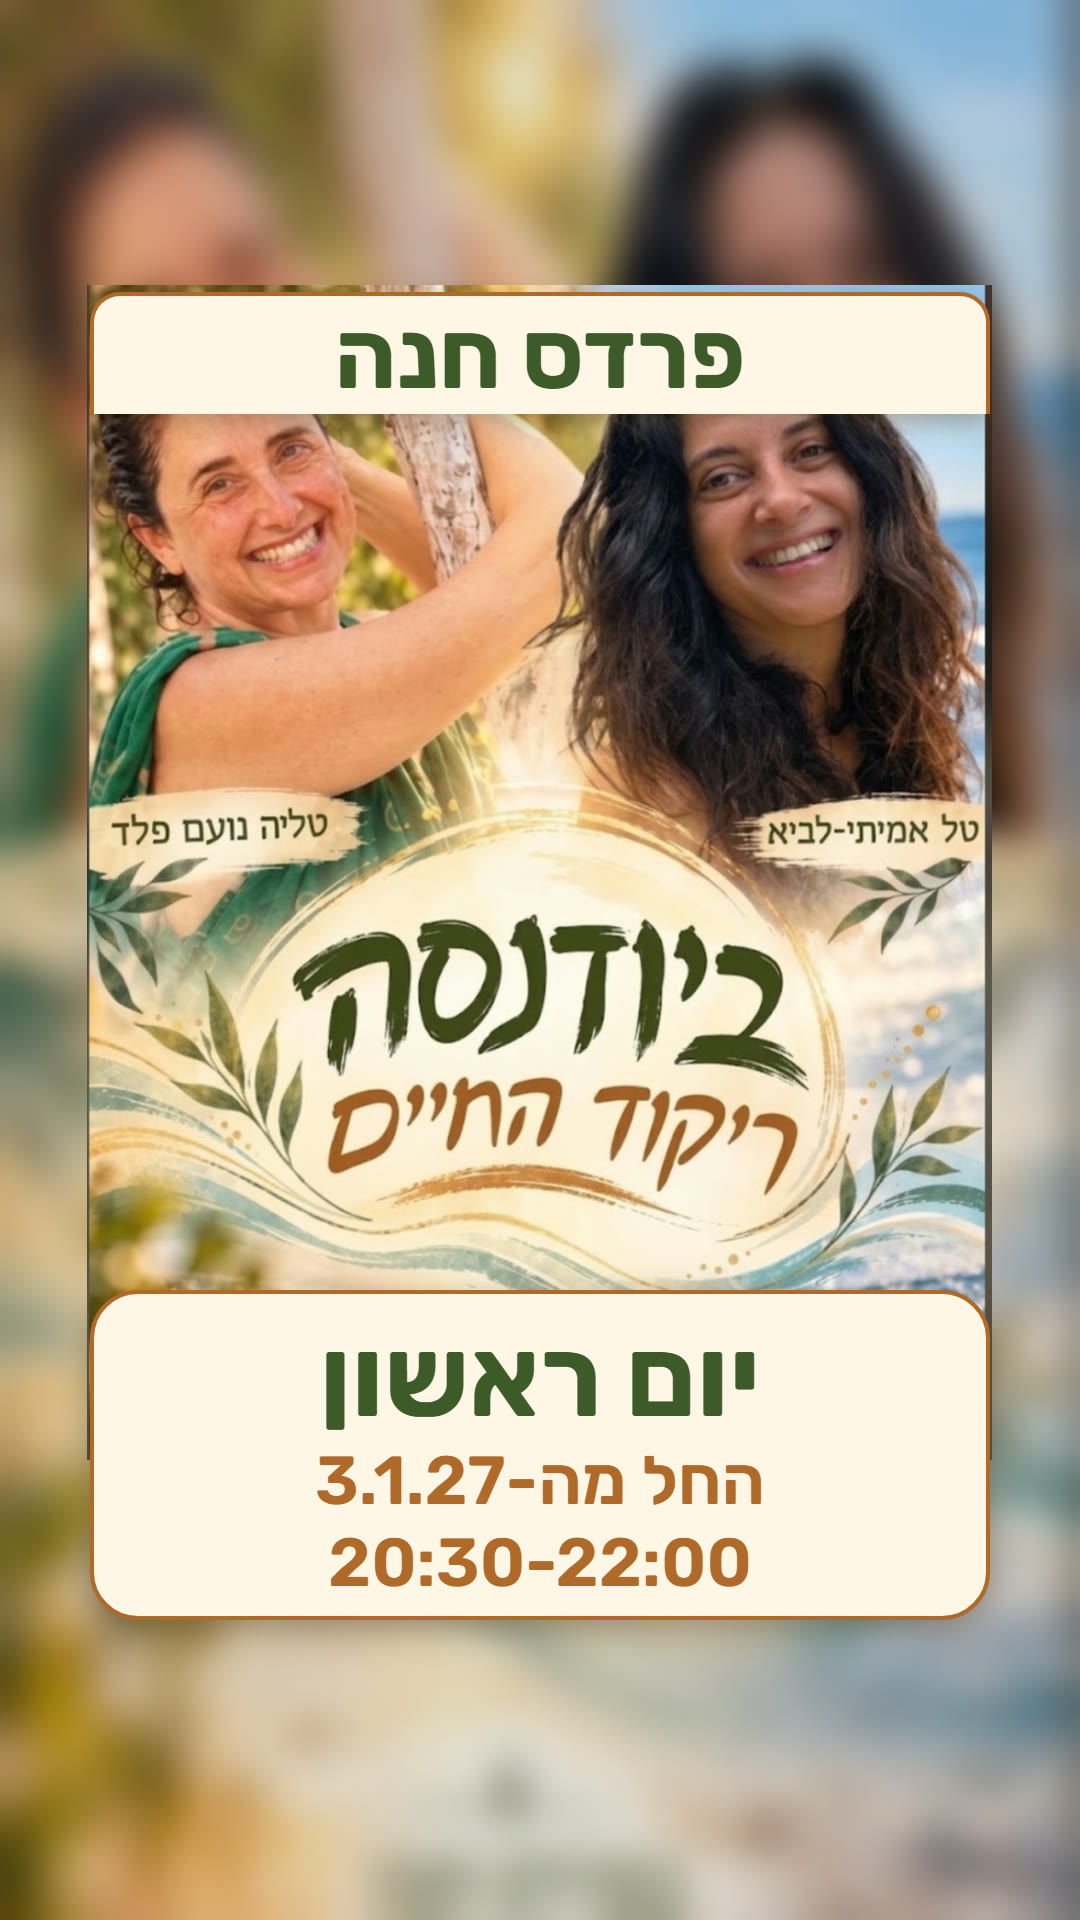 פרדס חנה
טליה נועם פלד
טל אמיתי-לביא
ביודנסה
ריקוד החיים
יום ראשון
החל מה-3.1.27
20:30-22:00